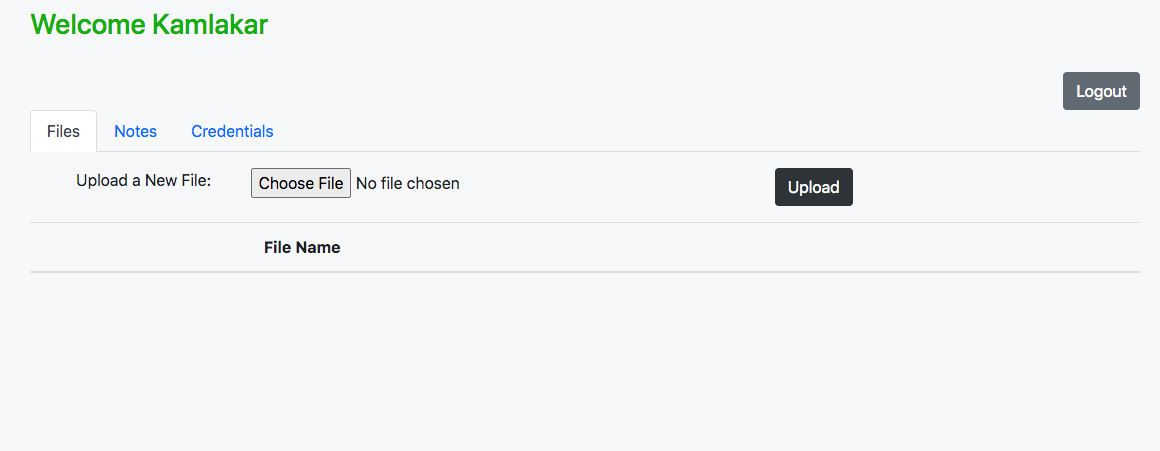 Welcome Kamlakar
Logout
Files Notes Credentials
Upload a New File: Choose File No file chosen Upload
File Name